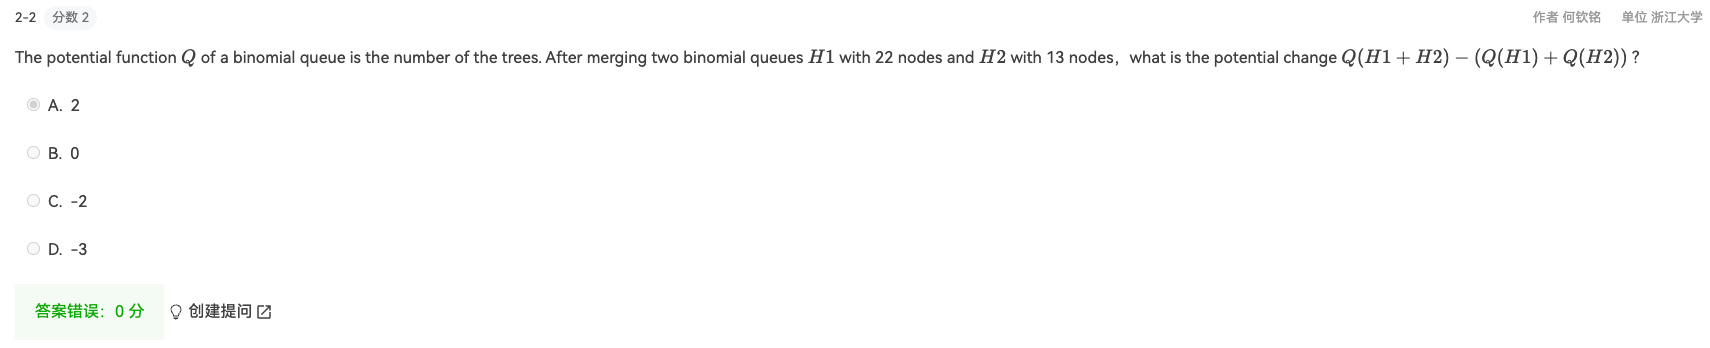 2-2 分数 2 作者 何钦铭 单位 浙江大学
The potential function Q of a binomial queue is the number of the trees. After merging two binomial queues H1 with 22 nodes and H2 with 13 nodes，what is the potential change Q(H1 + H2) − (Q(H1) + Q(H2)) ?
A. 2
B. 0
C. -2
D. -3
答案错误：0 分 创建提问